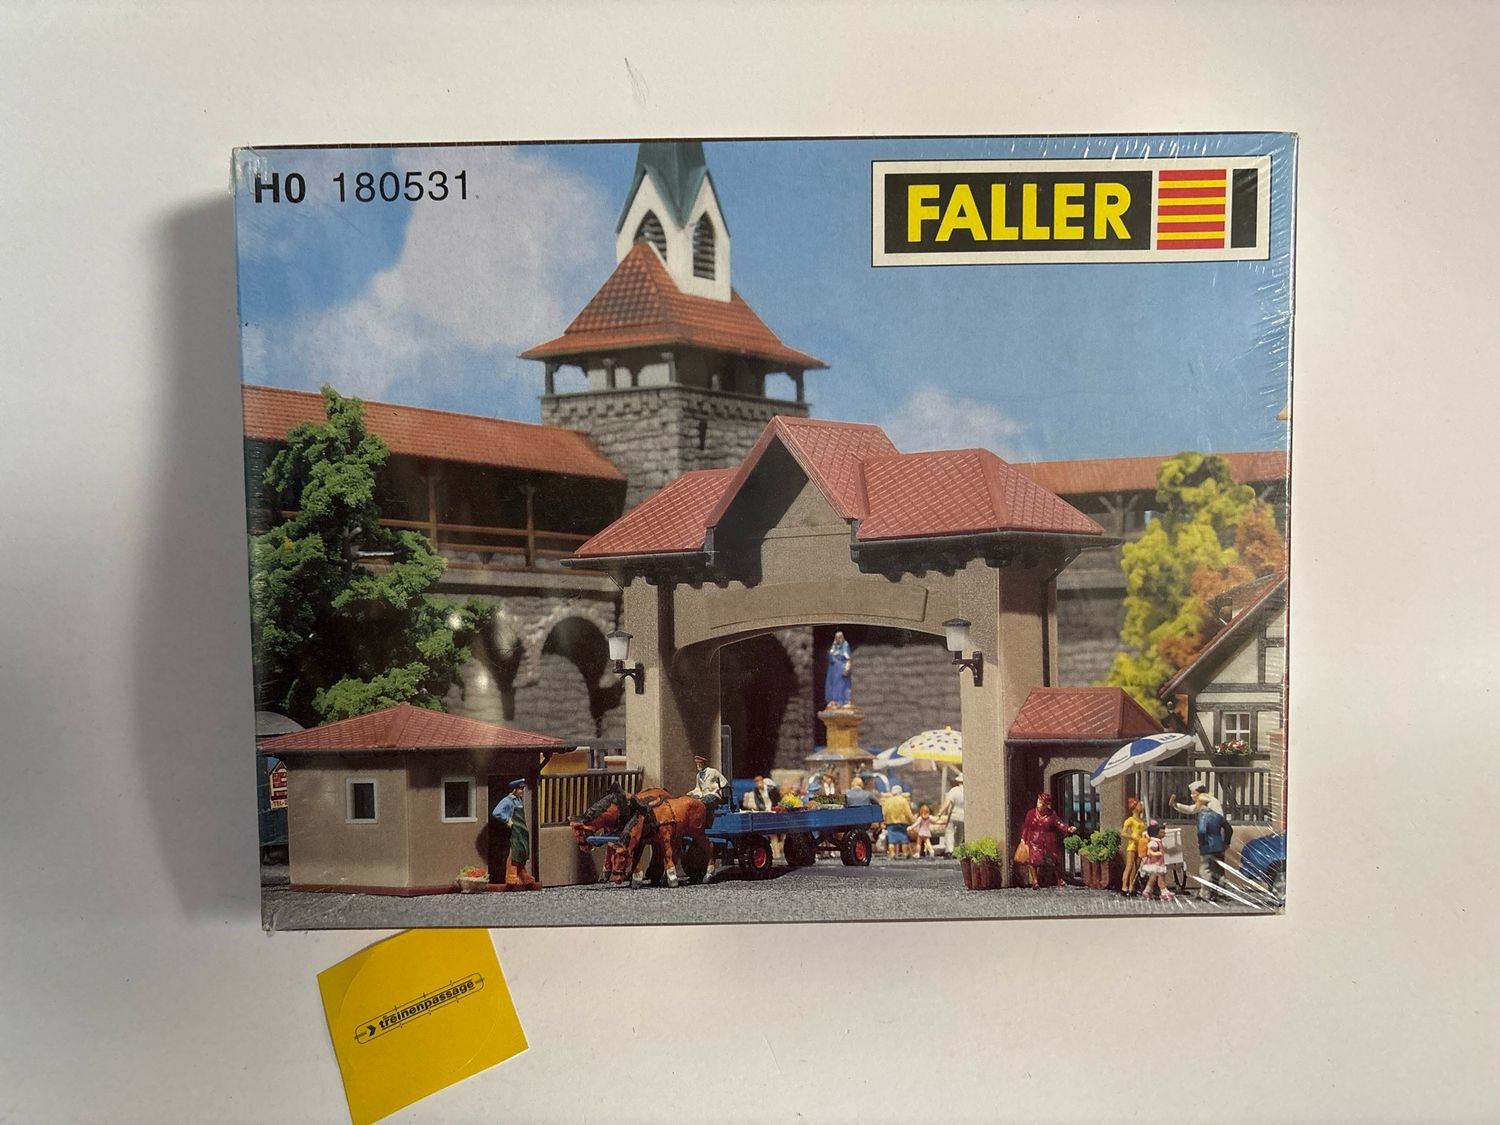 H0 180531
FALLER
treinenpassage